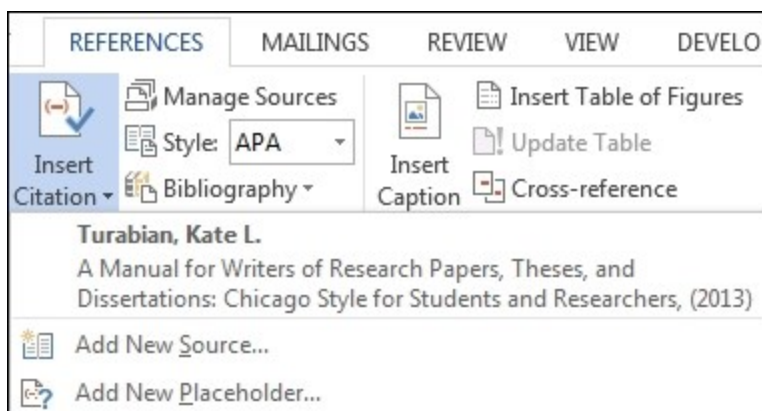 REFERENCES MAILINGS REVIEW VIEW DEVELO
Manage Sources
Style: APA
Bibliography
Insert
Citation
Insert Table of Figures
Update Table
Cross-reference
Insert
Caption
Turabian, Kate L.
A Manual for Writers of Research Papers, Theses, and
Dissertations: Chicago Style for Students and Researchers, (2013)
Add New Source...
Add New Placeholder...